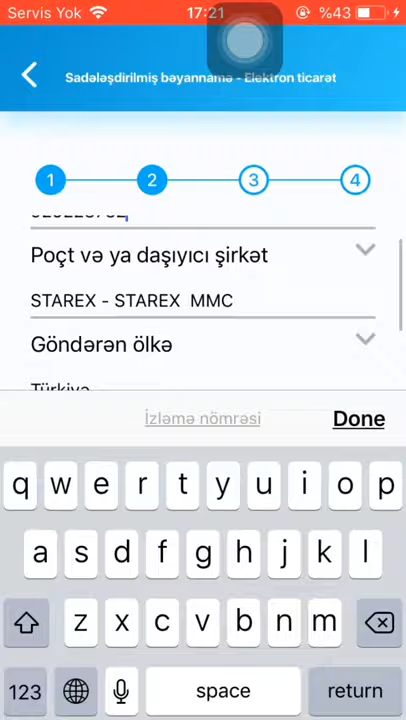 Servis Yok 17:21 %43
Sadələşdirilmiş bəyannamə - Elektron ticarət
1 2 3 4
Poçt və ya daşıyıcı şirkət
STAREX - STAREX MMC
Göndərən ölkə
Türkiyə
İzləmə nömrəsi Done
q w e r t y u i o p
a s d f g h j k l
z x c v b n m
123 space return